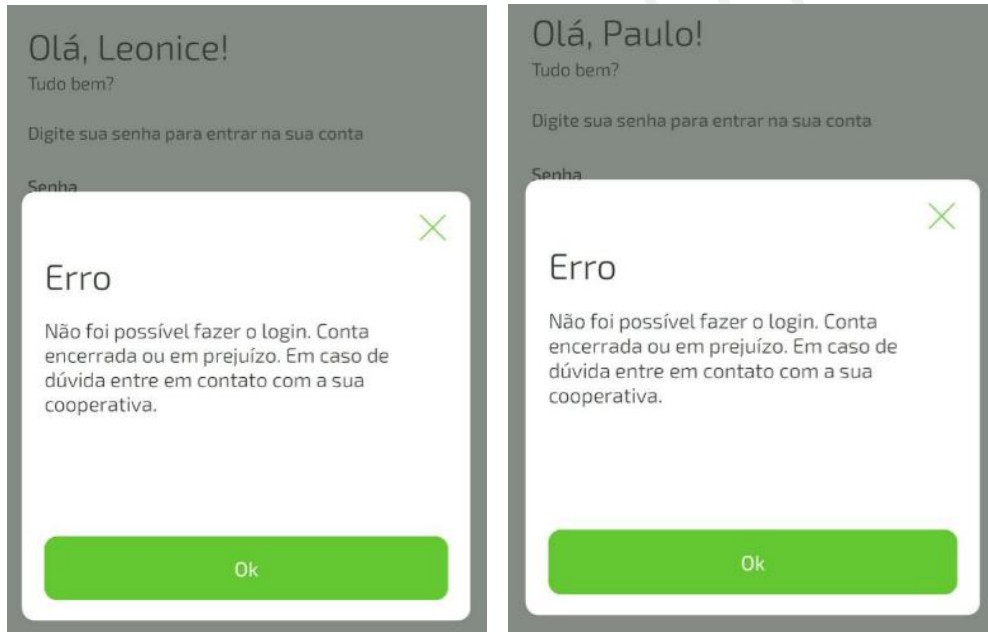 Olá, Leonice!
Tudo bem?
Digite sua senha para entrar na sua conta
Senha
Erro
Não foi possível fazer o login. Conta
encerrada ou em prejuízo. Em caso de
dúvida entre em contato com a sua
cooperativa.
Ok
Olá, Paulo!
Tudo bem?
Digite sua senha para entrar na sua conta
Senha
Erro
Não foi possível fazer o login. Conta
encerrada ou em prejuízo. Em caso de
dúvida entre em contato com a sua
cooperativa.
Ok